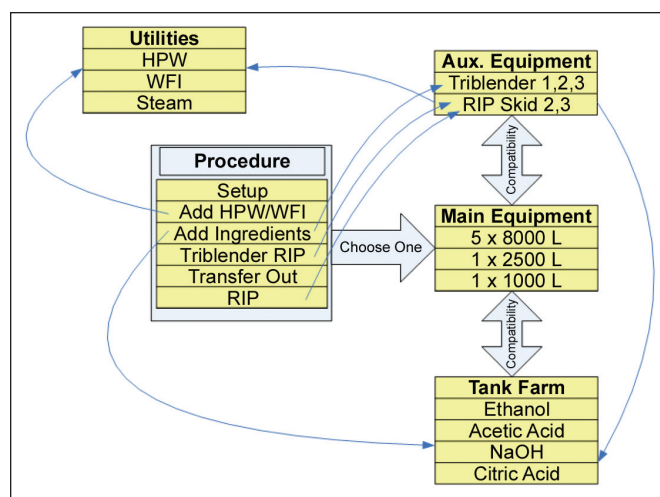 Utilities
HPW
WFI
Steam
Aux. Equipment
Triblender 1,2,3
RIP Skid 2,3
Compatibility
Procedure
Setup
Add HPW/WFI
Add Ingredients
Triblender RIP
Transfer Out
RIP
Choose One
Main Equipment
5 x 8000 L
1 x 2500 L
1 x 1000 L
Compatibility
Tank Farm
Ethanol
Acetic Acid
NaOH
Citric Acid